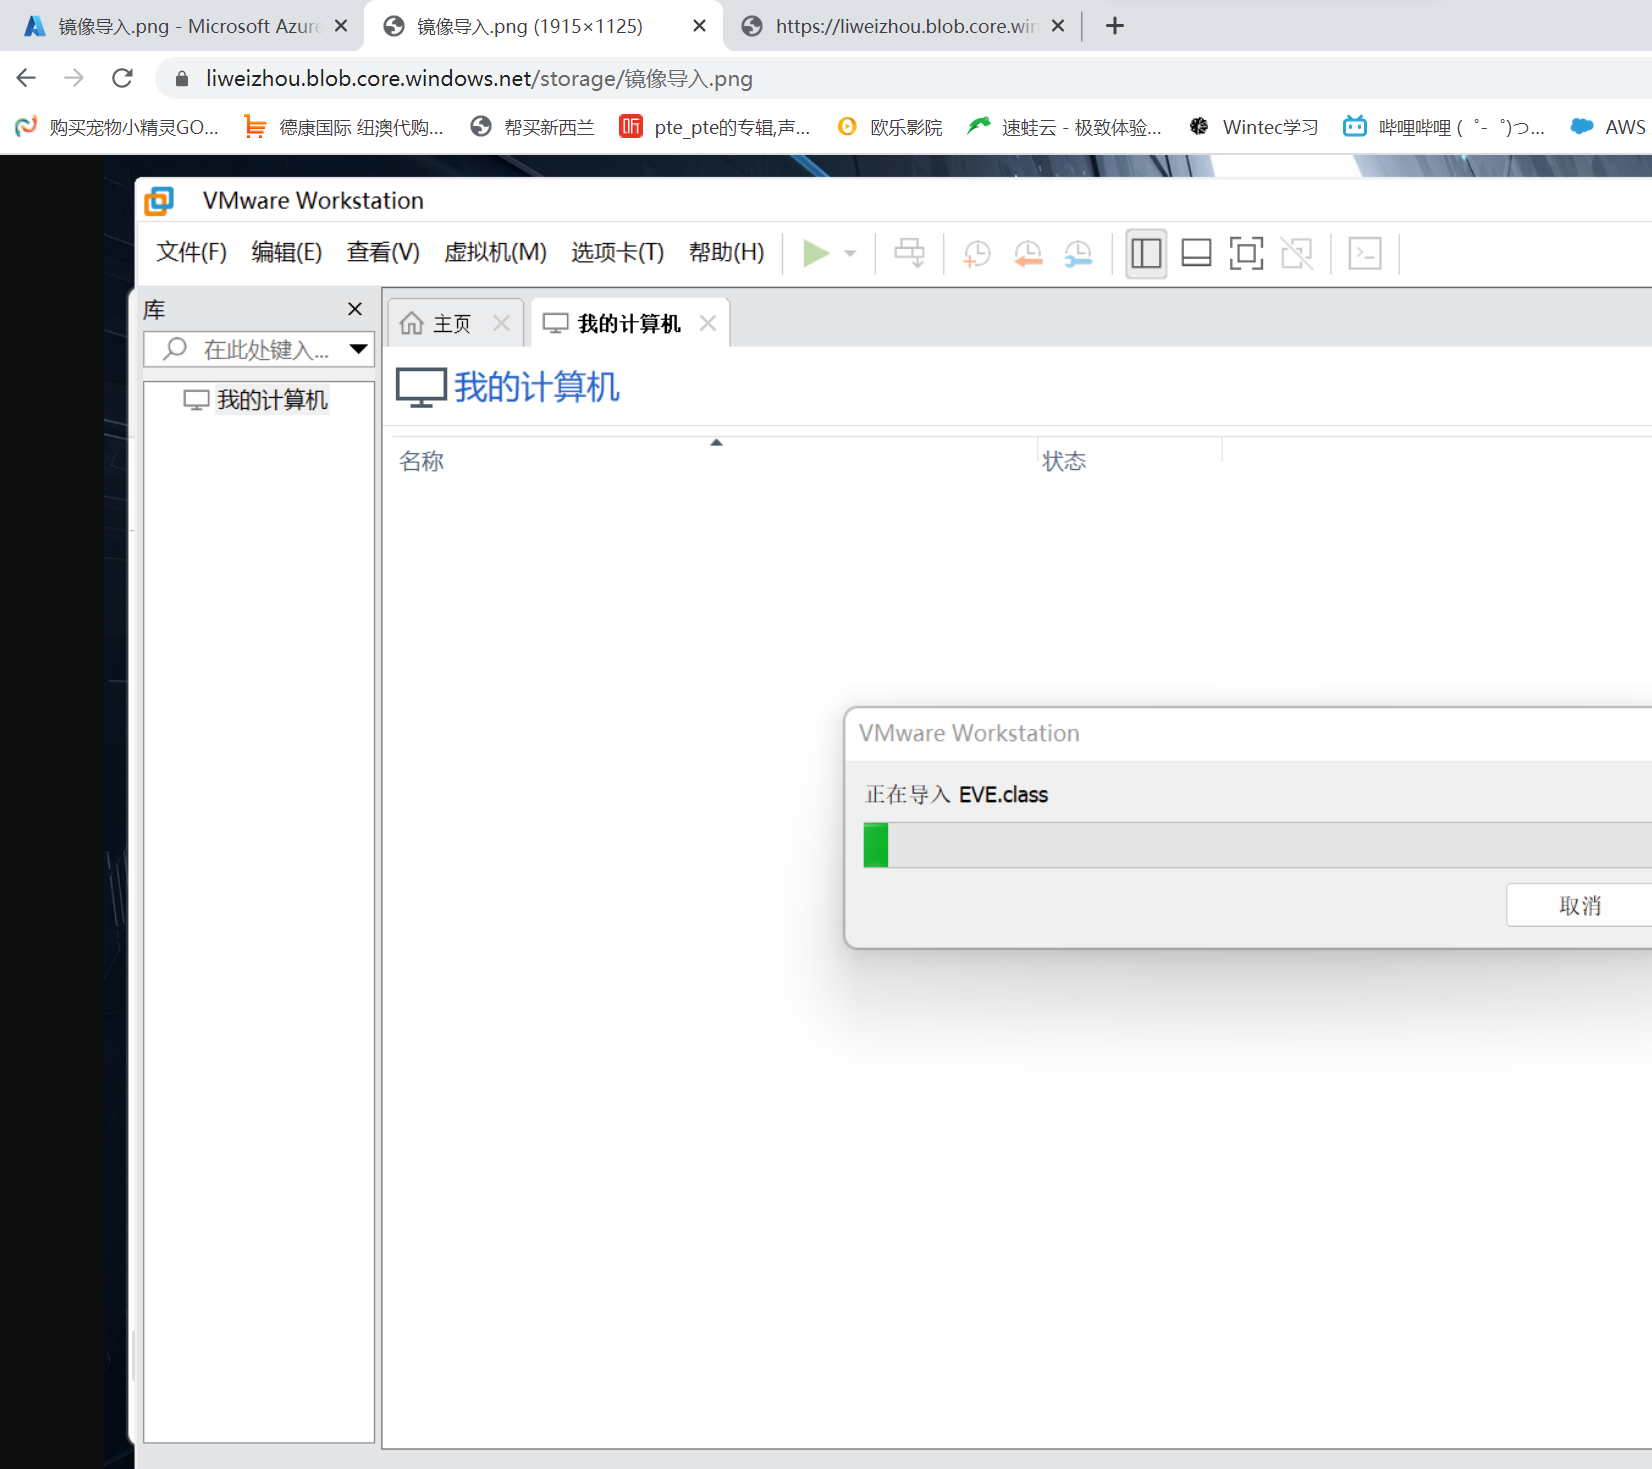 镜像导入.png - Microsoft Azure
镜像导入.png (1915×1125)
https://liweizhou.blob.core.win
liweizhou.blob.core.windows.net/storage/镜像导入.png
购买宠物小精灵GO...
德康国际 纽澳代购...
帮买新西兰
听
pte_pte的专辑,声...
欧乐影院
速蛙云 - 极致体验...
Wintec学习
哔哩哔哩 ( ゜- ゜)つ...
AWS
VMware Workstation
文件(F) 编辑(E) 查看(V) 虚拟机(M) 选项卡(T) 帮助(H)
库
主页
我的计算机
在此处键入...
我的计算机
我的计算机
名称
状态
VMware Workstation
正在导入 EVE.class
取消